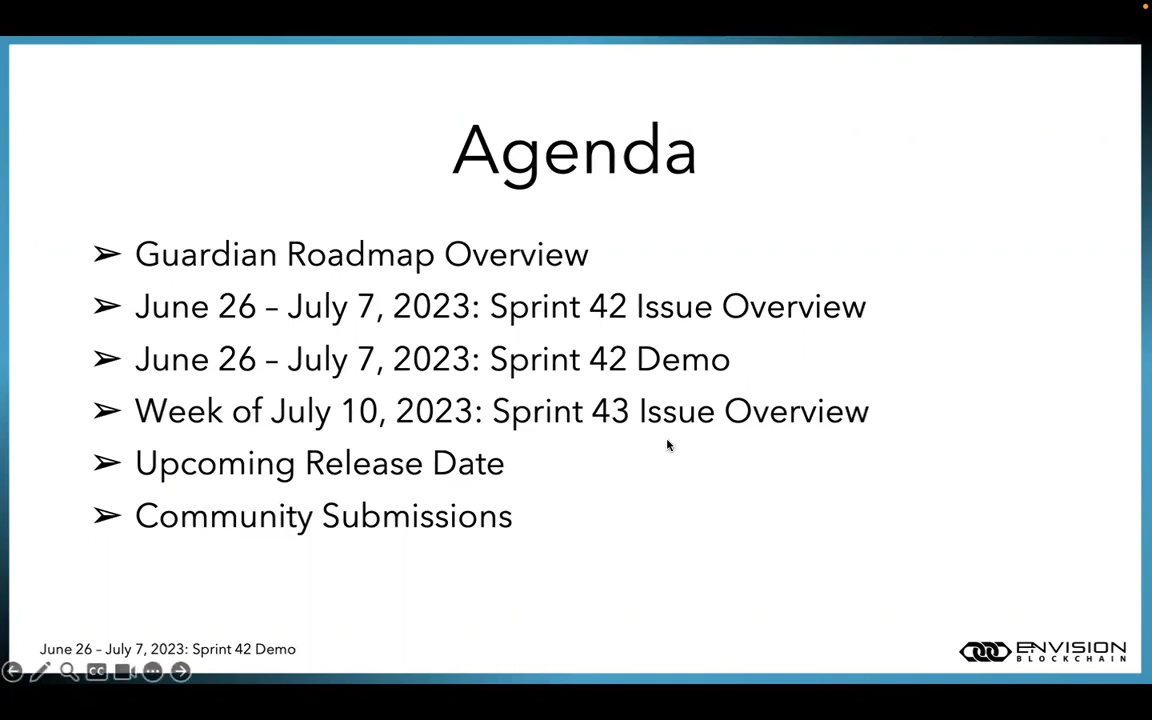 Agenda
➢ Guardian Roadmap Overview
➢ June 26 – July 7, 2023: Sprint 42 Issue Overview
➢ June 26 – July 7, 2023: Sprint 42 Demo
➢ Week of July 10, 2023: Sprint 43 Issue Overview
➢ Upcoming Release Date
➢ Community Submissions
June 26 – July 7, 2023: Sprint 42 Demo
ENVISION
BLOCKCHAIN
CC